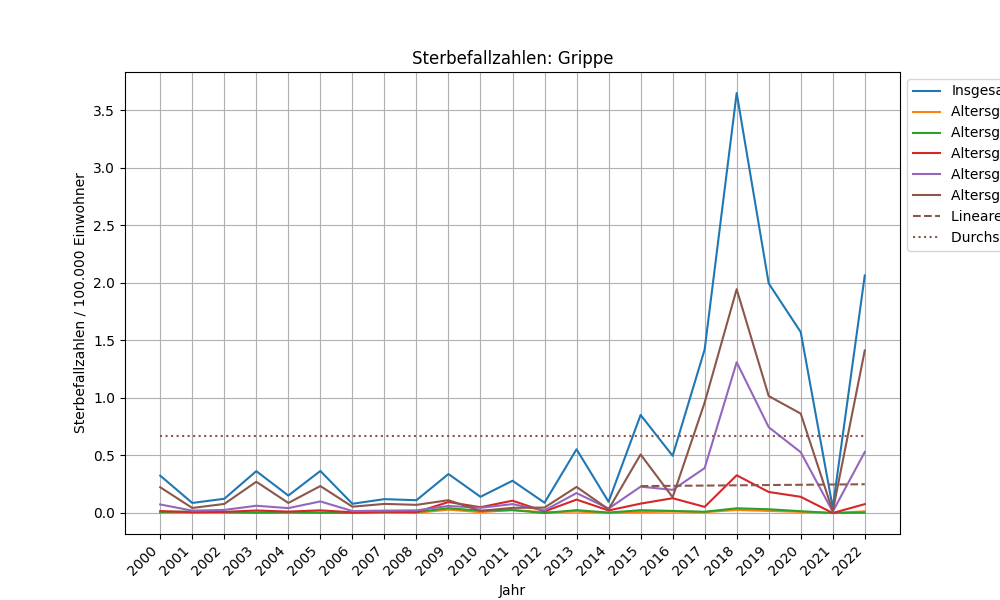 Sterbefallzahlen: Grippe
Sterbefallzahlen / 100.000 Einwohner
3.5
3.0
2.5
2.0
1.5
1.0
0.5
0.0
2000
2001
2002
2003
2004
2005
2006
2007
2008
2009
2010
2011
2012
2013
2014
2015
2016
2017
2018
2019
2020
2021
2022
Jahr
Insgesa
Altersg
Altersg
Altersg
Altersg
Altersg
Lineare
Durchs